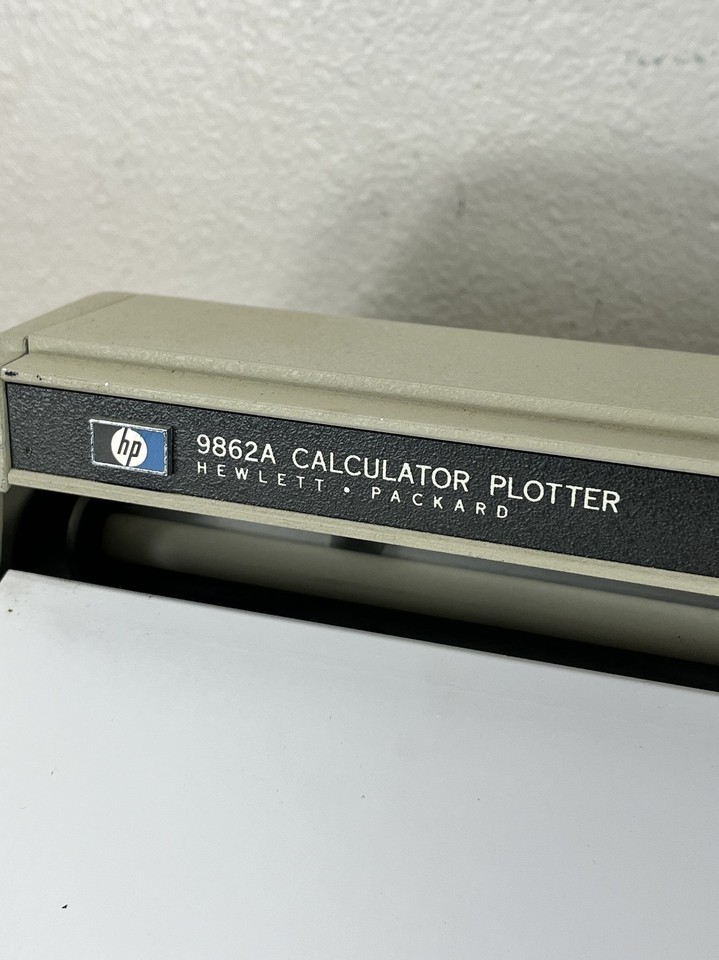 hp
9862A CALCULATOR PLOTTER
HEWLETT • PACKARD